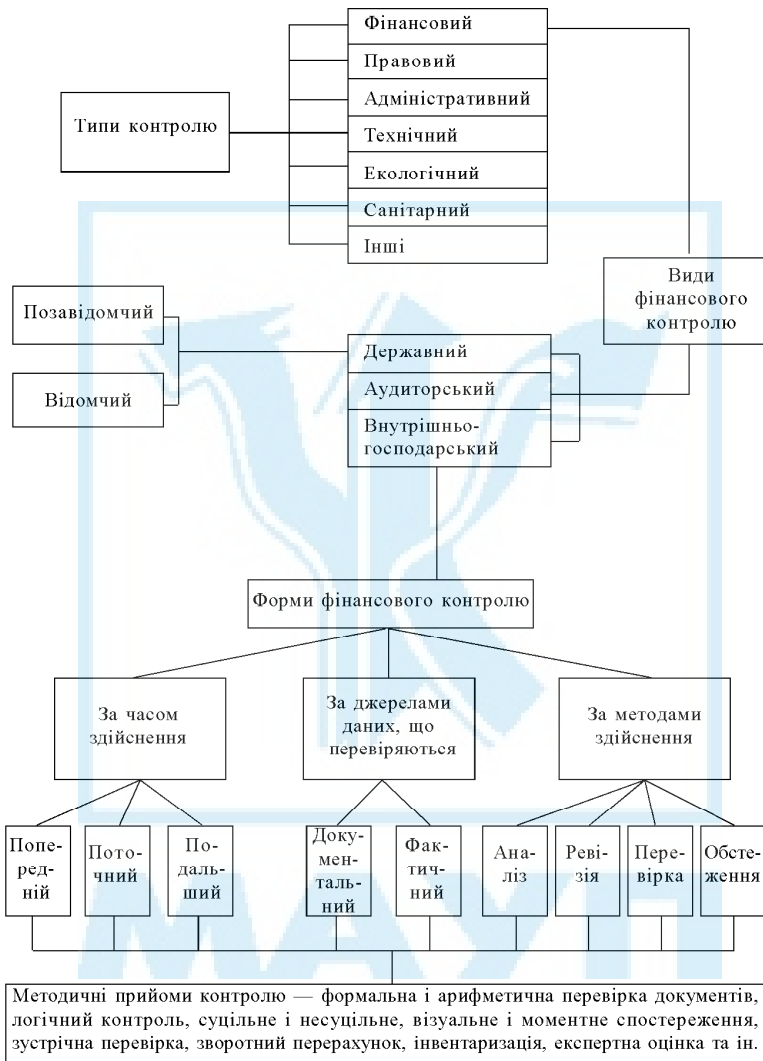 Фінансовий
Правовий
Адміністративний
Типи контролю
Технічний
Екологічний
Санітарний
Інші
Види
фінансового
контролю
Позавідомчий
Відомчий
Державний
Аудиторський
Внутрішньо-
господарський
Форми фінансового контролю
За часом
здійснення
За джерелами
даних, що
перевіряються
За методами
здійснення
Попе-
ред-
ній
Пото-
чний
По-
даль-
ший
Доку-
мен-
таль-
ний
Фак-
тич-
ний
Ана-
ліз
Реві-
зія
Пере-
вірка
Обсте-
ження
МАУП
Методичні прийоми контролю — формальна і арифметична перевірка документів,
логічний контроль, суцільне і несуцільне, візуальне і моментне спостереження,
зустрічна перевірка, зворотний перерахунок, інвентаризація, експертна оцінка та ін.